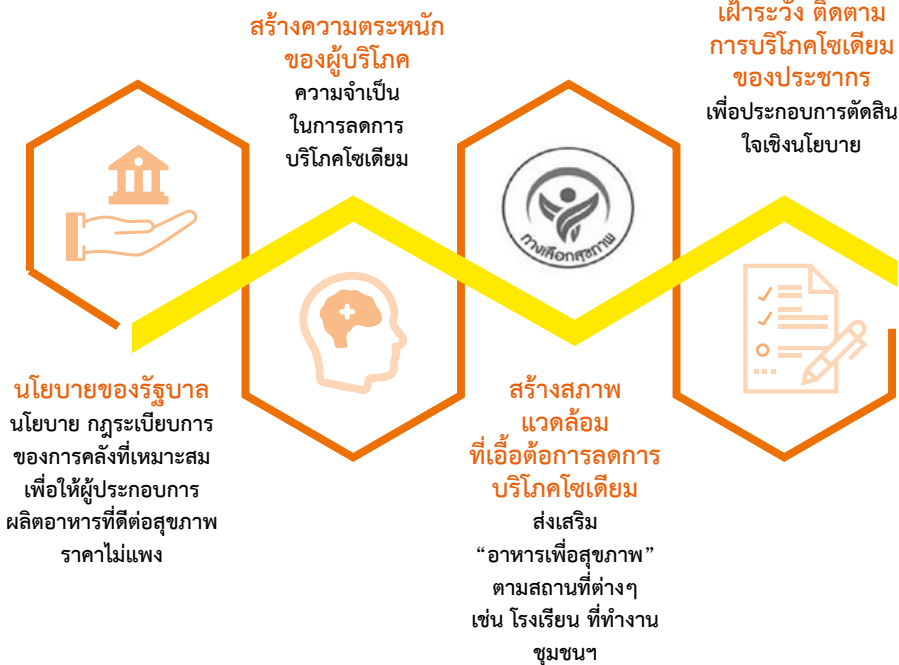 นโยบายของรัฐบาล
นโยบาย กฎระเบียบการ
ของการคลังที่เหมาะสม
เพื่อให้ผู้ประกอบการ
ผลิตอาหารที่ดีต่อสุขภาพ
ราคาไม่แพง
สร้างความตระหนัก
ของผู้บริโภค
ความจำเป็น
ในการลดการ
บริโภคโซเดียม
ทางเลือกสุขภาพ
สร้างสภาพ
แวดล้อม
ที่เอื้อต้อการลดการ
บริโภคโซเดียม
ส่งเสริม
“อาหารเพื่อสุขภาพ”
ตามสถานที่ต่างๆ
เช่น โรงเรียน ที่ทำงาน
ชุมชนฯ
เฝ้าระวัง ติดตาม
การบริโภคโซเดียม
ของประชากร
เพื่อประกอบการตัดสิน
ใจเชิงนโยบาย